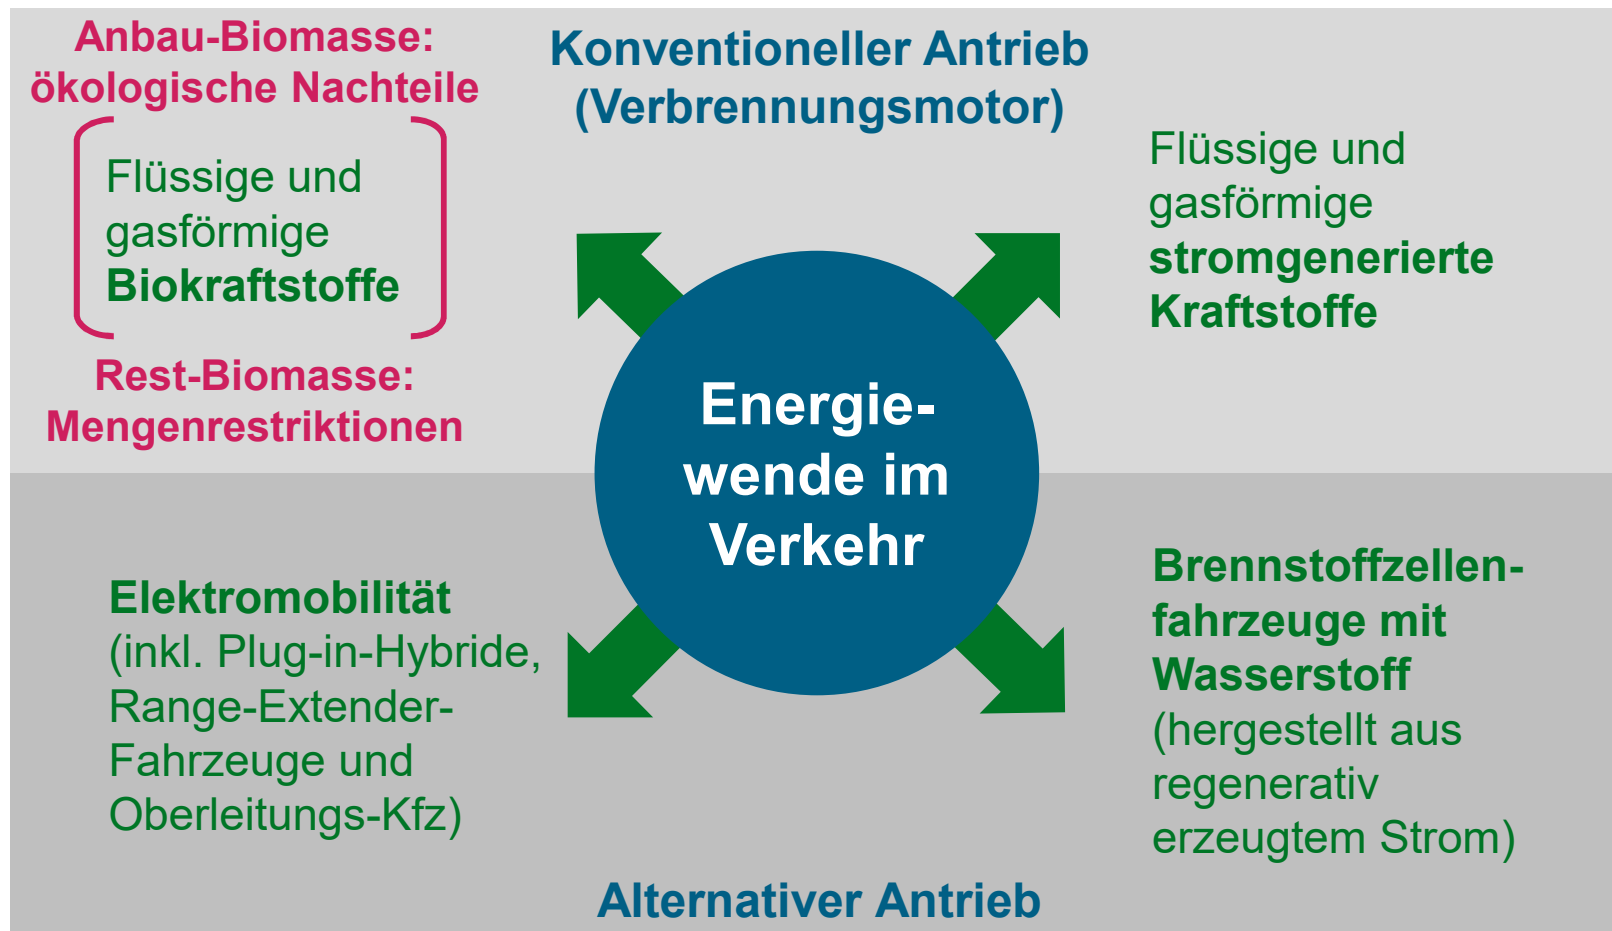 Anbau-Biomasse:
ökologische Nachteile
Flüssige und
gasförmige
Biokraftstoffe
Rest-Biomasse:
Mengenrestriktionen
Konventioneller Antrieb
(Verbrennungsmotor)
Flüssige und
gasförmige
stromgenerierte
Kraftstoffe
Energie-
wende im
Verkehr
Elektromobilität
(inkl. Plug-in-Hybride,
Range-Extender-
Fahrzeuge und
Oberleitungs-Kfz)
Brennstoffzellen-
fahrzeuge mit
Wasserstoff
(hergestellt aus
regenerativ
erzeugtem Strom)
Alternativer Antrieb